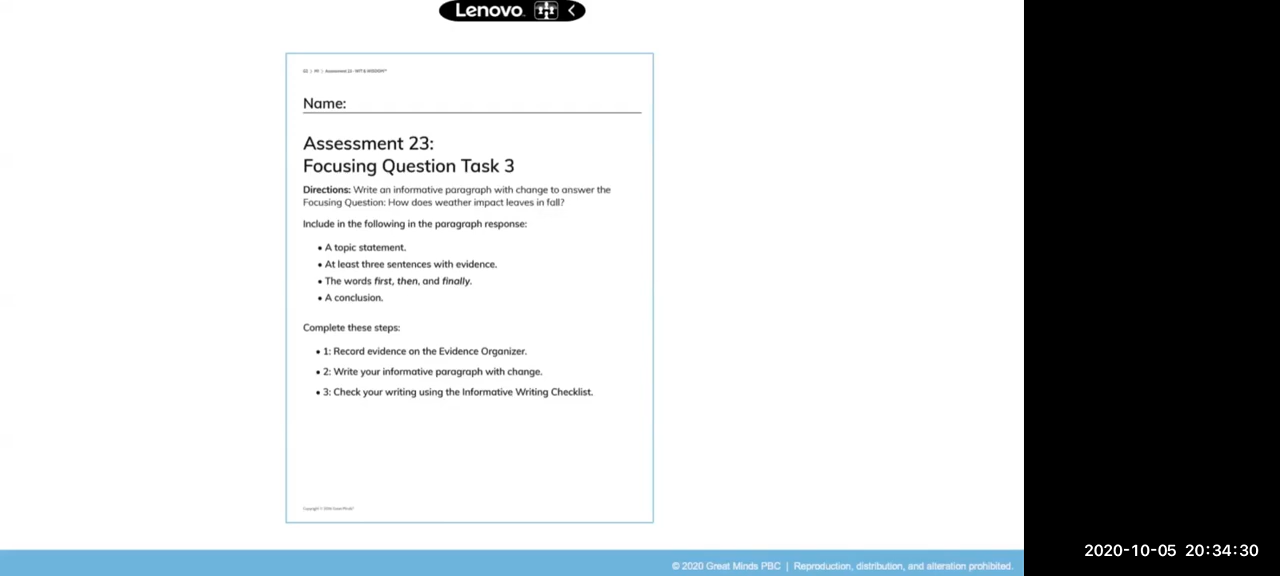 Lenovo
Name:
Assessment 23:
Focusing Question Task 3
Directions: Write an informative paragraph with change to answer the
Focusing Question: How does weather impact leaves in fall?
Include in the following in the paragraph response:
• A topic statement.
• At least three sentences with evidence.
• The words first, then, and finally.
• A conclusion.
Complete these steps:
• 1: Record evidence on the Evidence Organizer.
• 2: Write your informative paragraph with change.
• 3: Check your writing using the Informative Writing Checklist.
© 2020 Great Minds PBC | Reproduction, distribution, and alteration prohibited.
2020-10-05 20:34:30